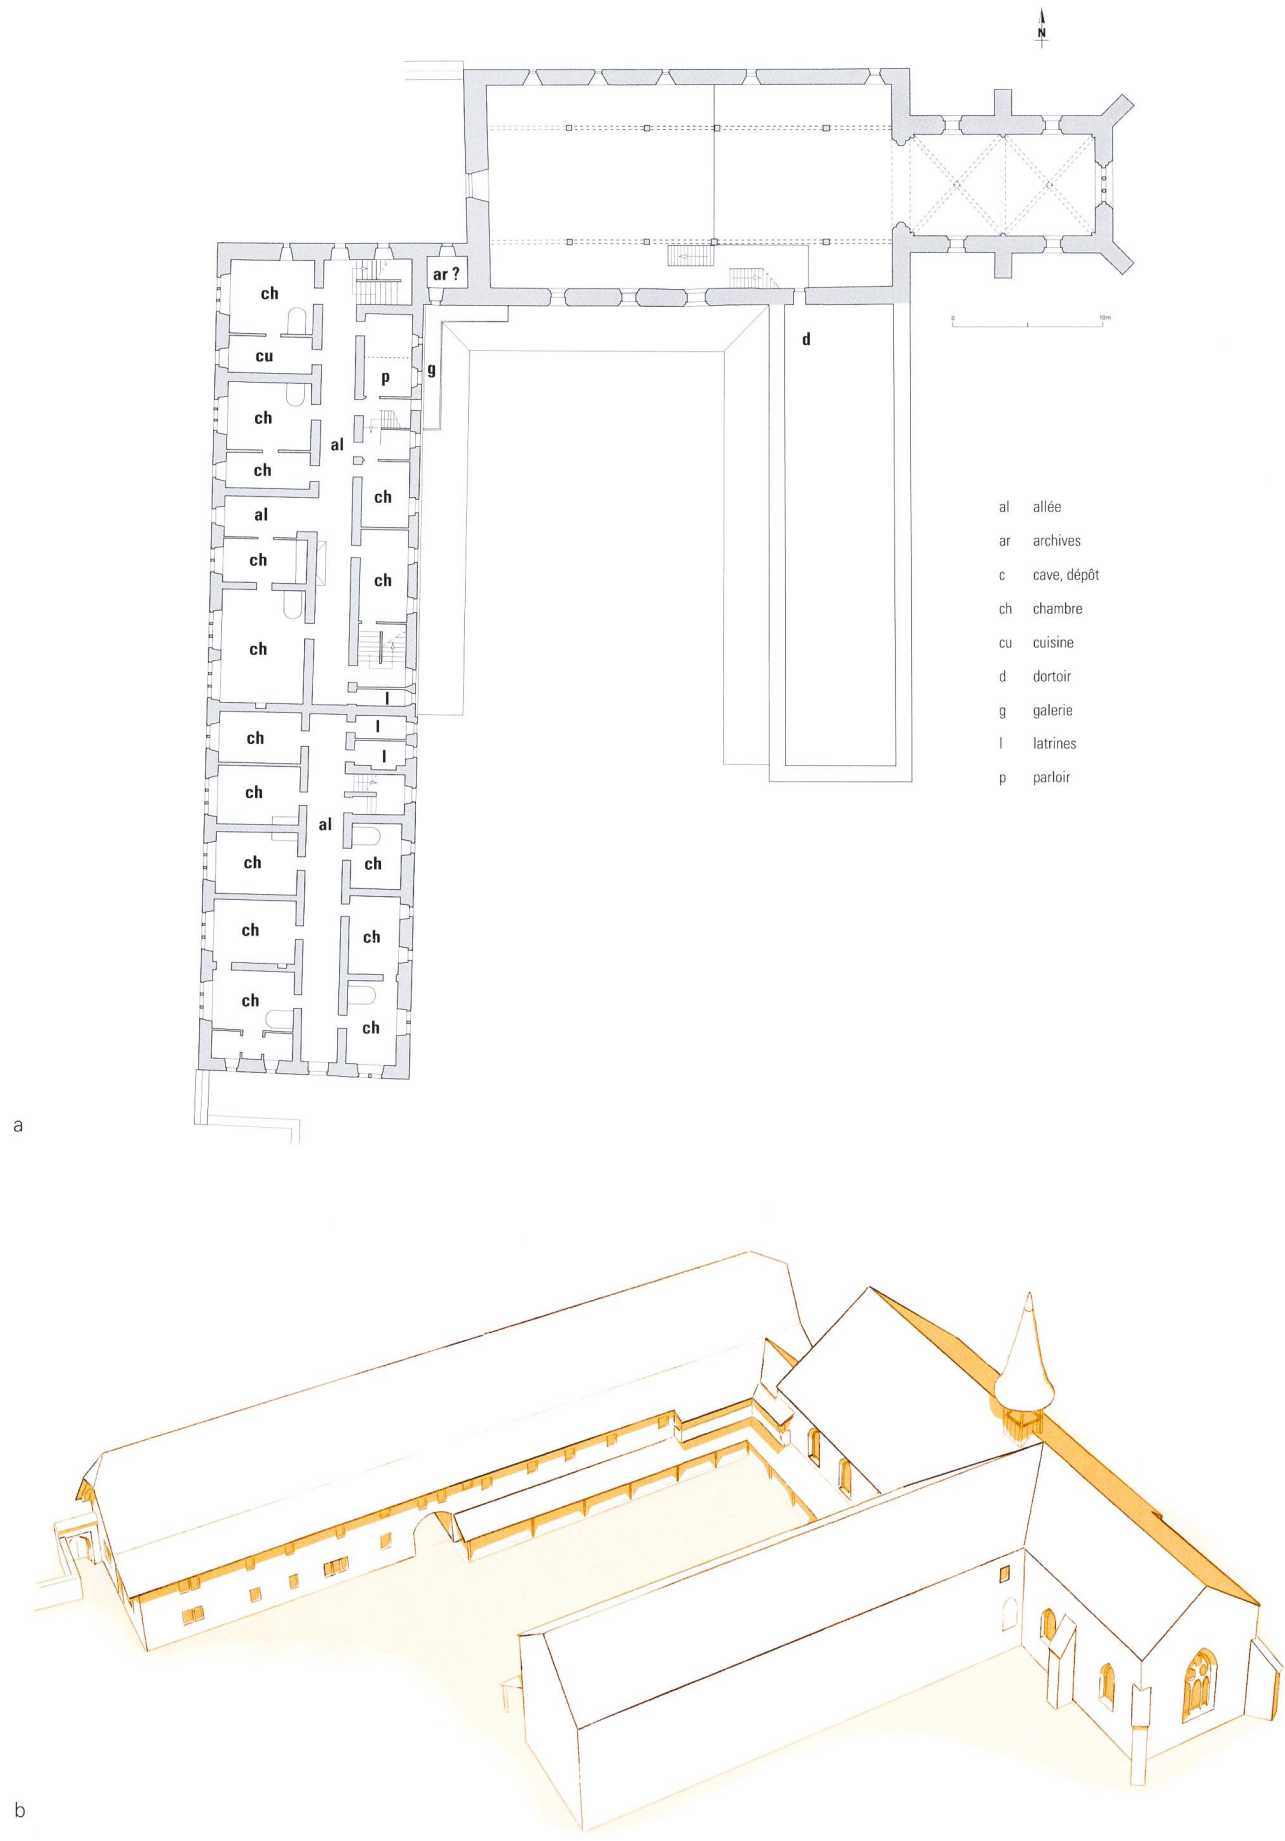 N
ar ?
ch
cu
d
0 10m
g
p
ch
al
ch
ch
al
al allée
ch
ar archives
ch
c cave, dépôt
ch chambre
ch
cu cuisine
d dortoir
l
g galerie
l
ch
l
l latrines
ch
p parloir
al
ch
ch
ch
ch
ch
ch
a
b